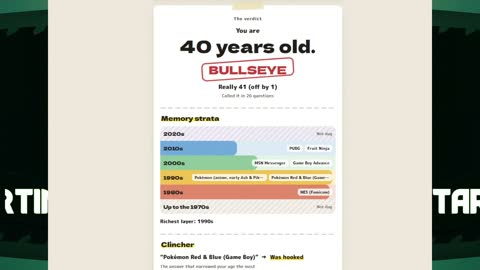 The verdict
You are
40 years old.
BULLSEYE
Really 41 (off by 1)
Called it in 26 questions
Memory strata
2020s Not dug
2010s PUBG Fruit Ninja
2000s MSN Messenger Game Boy Advance
1990s Pokémon (anime, early Ash & Pik… Pokémon Red & Blue (Game…
1980s NES (Famicom)
Up to the 1970s Not dug
Richest layer: 1990s
Clincher
"Pokémon Red & Blue (Game Boy)" → Was hooked
The answer that narrowed your age the most